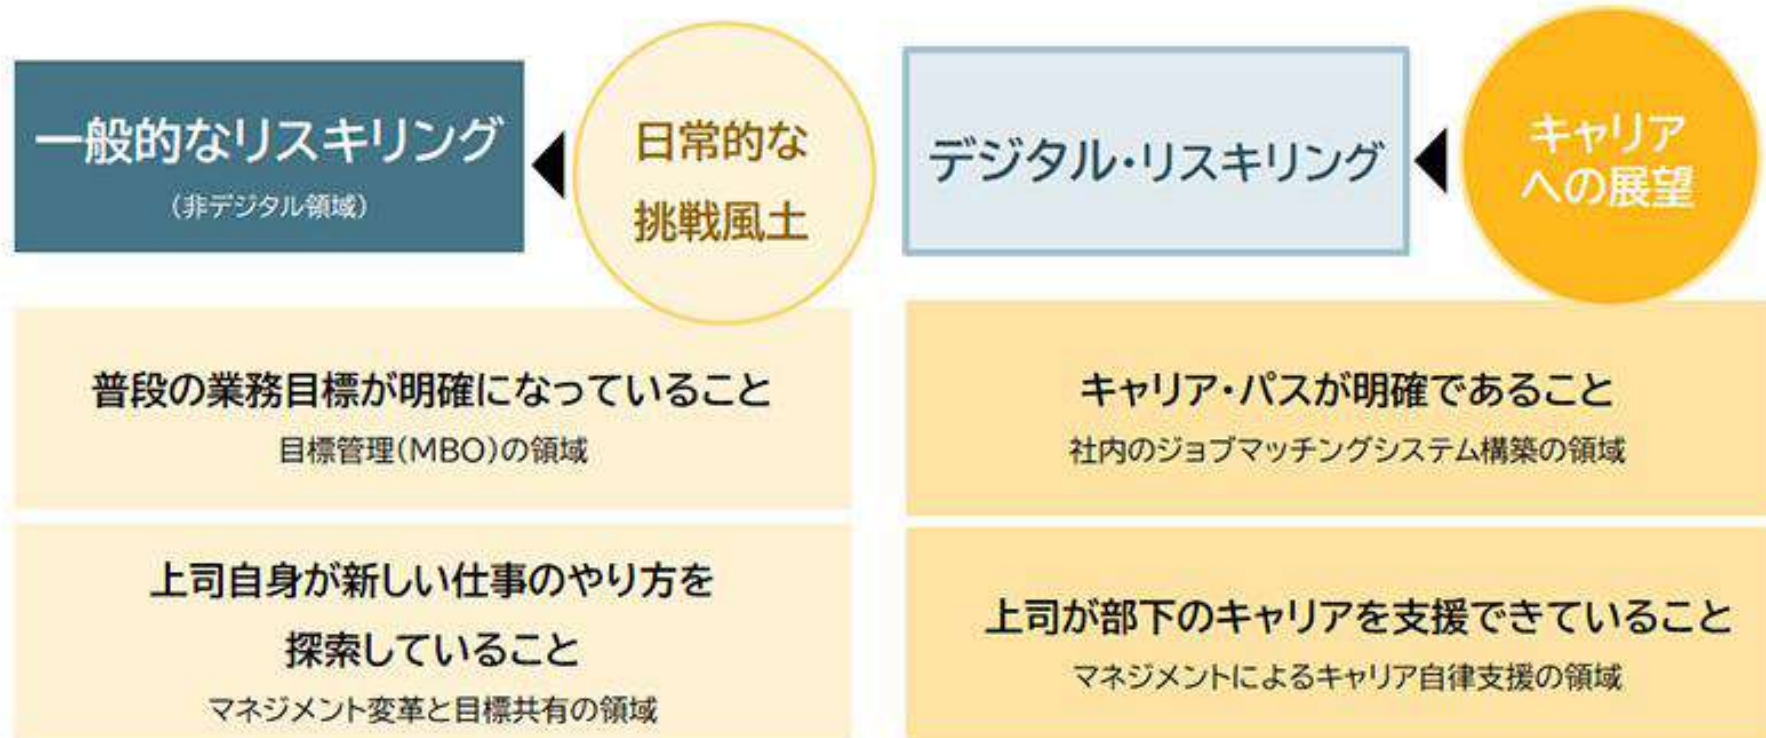 一般的なリスキリング
(非デジタル領域)
日常的な
挑戦風土
普段の業務目標が明確になっていること
目標管理(MBO)の領域
上司自身が新しい仕事のやり方を
探索していること
マネジメント変革と目標共有の領域
デジタル・リスキリング
キャリア
への展望
キャリア・パスが明確であること
社内のジョブマッチングシステム構築の領域
上司が部下のキャリアを支援できていること
マネジメントによるキャリア自律支援の領域